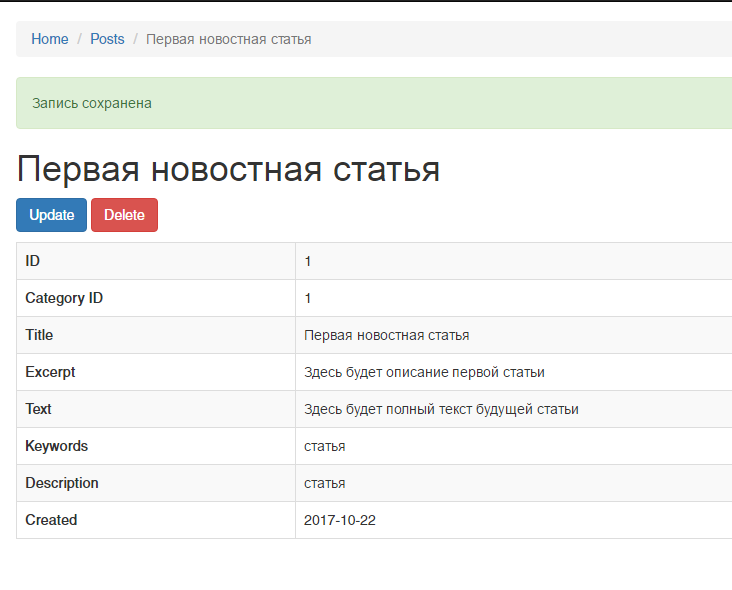 Home / Posts / Первая новостная статья
Запись сохранена
Первая новостная статья
Update Delete
ID 1
Category ID 1
Title Первая новостная статья
Excerpt Здесь будет описание первой статьи
Text Здесь будет полный текст будущей статьи
Keywords статья
Description статья
Created 2017-10-22